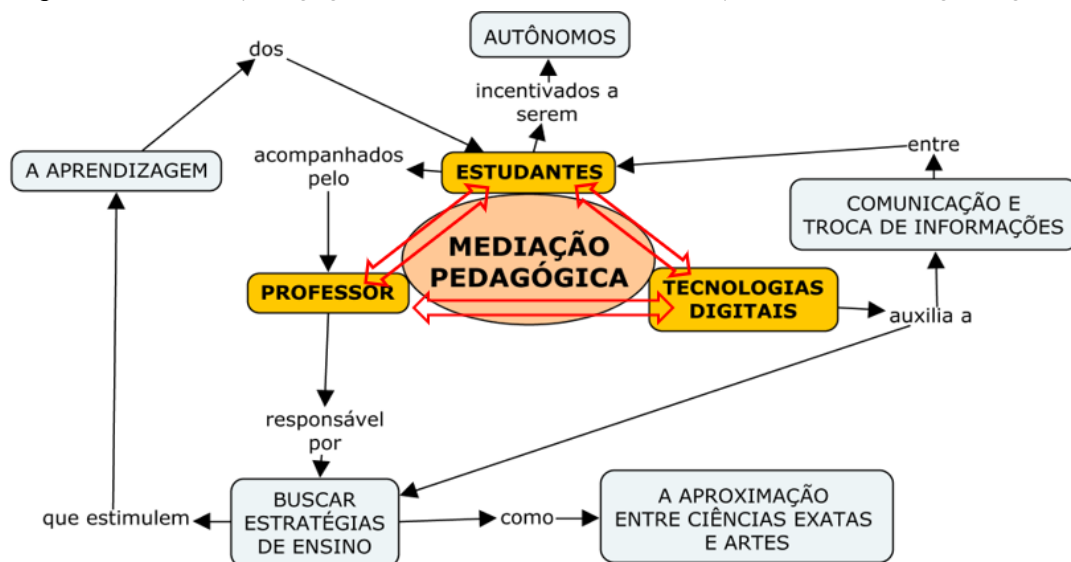 AUTÔNOMOS
dos
incentivados a
serem
entre
acompanhados
pelo
A APRENDIZAGEM
ESTUDANTES
COMUNICAÇÃO E
TROCA DE INFORMAÇÕES
MEDIAÇÃO
PEDAGÓGICA
PROFESSOR
TECNOLOGIAS
DIGITAIS
auxilia a
responsável
por
BUSCAR
ESTRATÉGIAS
DE ENSINO
que estimulem
como
A APROXIMAÇÃO
ENTRE CIÊNCIAS EXATAS
E ARTES